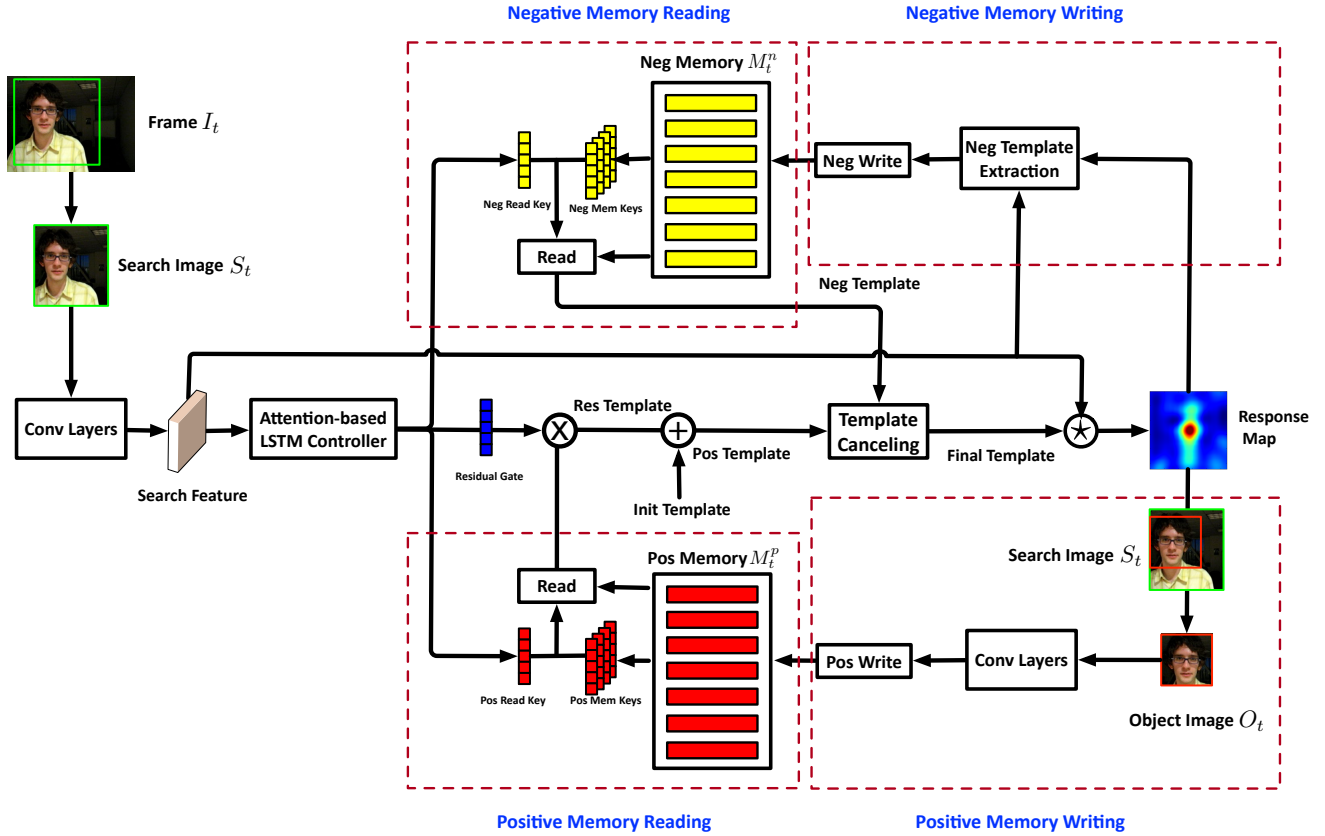 Negative Memory Reading
Negative Memory Writing
Neg Memory $M_t^n$
Frame $I_t$
Neg Write
Neg Template
Extraction
Neg Read Key
Neg Mem Keys
Search Image $S_t$
Read
Neg Template
Conv Layers
Attention-based
LSTM Controller
Res Template
X
+
Template
Canceling
Response
Map
Pos Template
Final Template
Residual Gate
Search Feature
Init Template
Pos Memory $M_t^p$
Search Image $S_t$
Read
Pos Write
Conv Layers
Pos Read Key
Pos Mem Keys
Object Image $O_t$
Positive Memory Reading
Positive Memory Writing